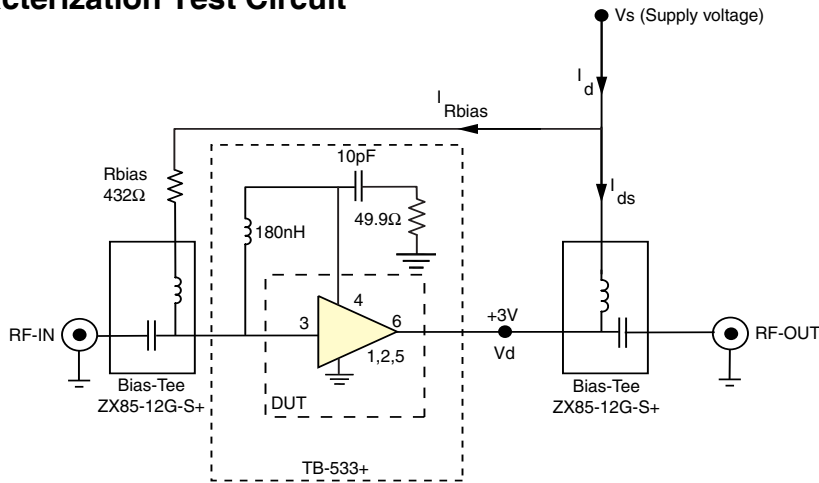 cterization Test Circuit
Vs (Supply voltage)
I d
I Rbias
10pF
Rbias
432Ω
I ds
49.9Ω
180nH
4
3
6
+3V
RF-IN
RF-OUT
1,2,5
Vd
Bias-Tee
ZX85-12G-S+
DUT
Bias-Tee
ZX85-12G-S+
TB-533+